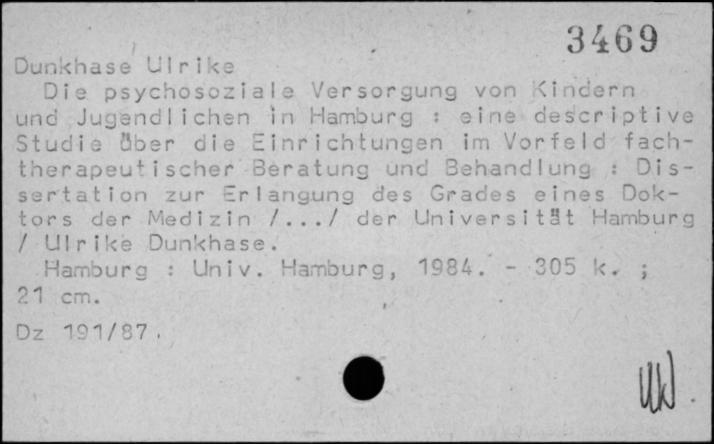 3469
Dunkhase Ulrike
Die psychosoziale Versorgung von Kindern
und Jugendlichen in Hamburg : eine descriptive
Studie über die Einrichtungen im Vorfeld fach-
therapeutischer Beratung und Behandlung : Dis-
sertation zur Erlangung des Grades eines Dok-
tors der Medizin /.../ der Universität Hamburg
/ Ulrike Dunkhase.
Hamburg : Univ. Hamburg, 1984. - 305 k. ;
21 cm.
Dz 191/87.